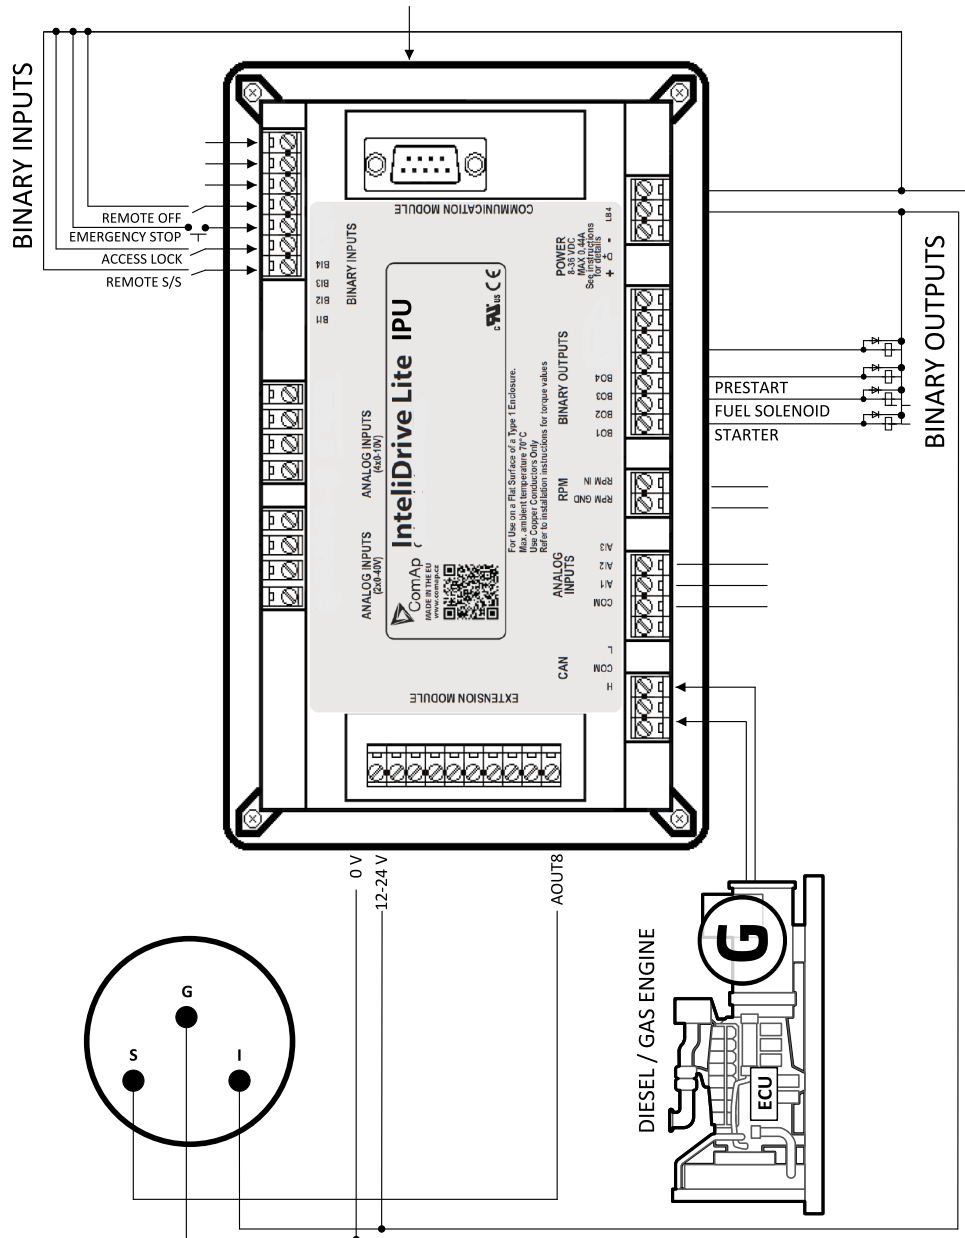 BINARY INPUTS
REMOTE OFF
EMERGENCY STOP
ACCESS LOCK
REMOTE S/S
COMMUNICATION MODULE
BINARY INPUTS
BI4
BI3
BI2
BI1
ANALOG INPUTS
(4x0-10V)
ANALOG INPUTS
(2x0-40V)
InteliDrive Lite IPU
ComAp
MADE IN THE EU
www.comap.cz
C UL US CE
For Use on a Flat Surface of a Type 1 Enclosure.
Max. ambient temperature 70°C
Use Copper Conductors Only
Refer to installation instructions for torque values
LB4
POWER
8-36 VDC
MAX 0,44A
See instructions
for details
-
D+
+
BINARY OUTPUTS
BO4
BO3
BO2
BO1
RPM
RPM IN
RPM GND
ANALOG
INPUTS
AI3
AI2
AI1
COM
CAN
L
COM
H
EXTENSION MODULE
PRESTART
FUEL SOLENOID
STARTER
BINARY OUTPUTS
0 V
12-24 V
AOUT8
G
S
I
DIESEL / GAS ENGINE
G
ECU